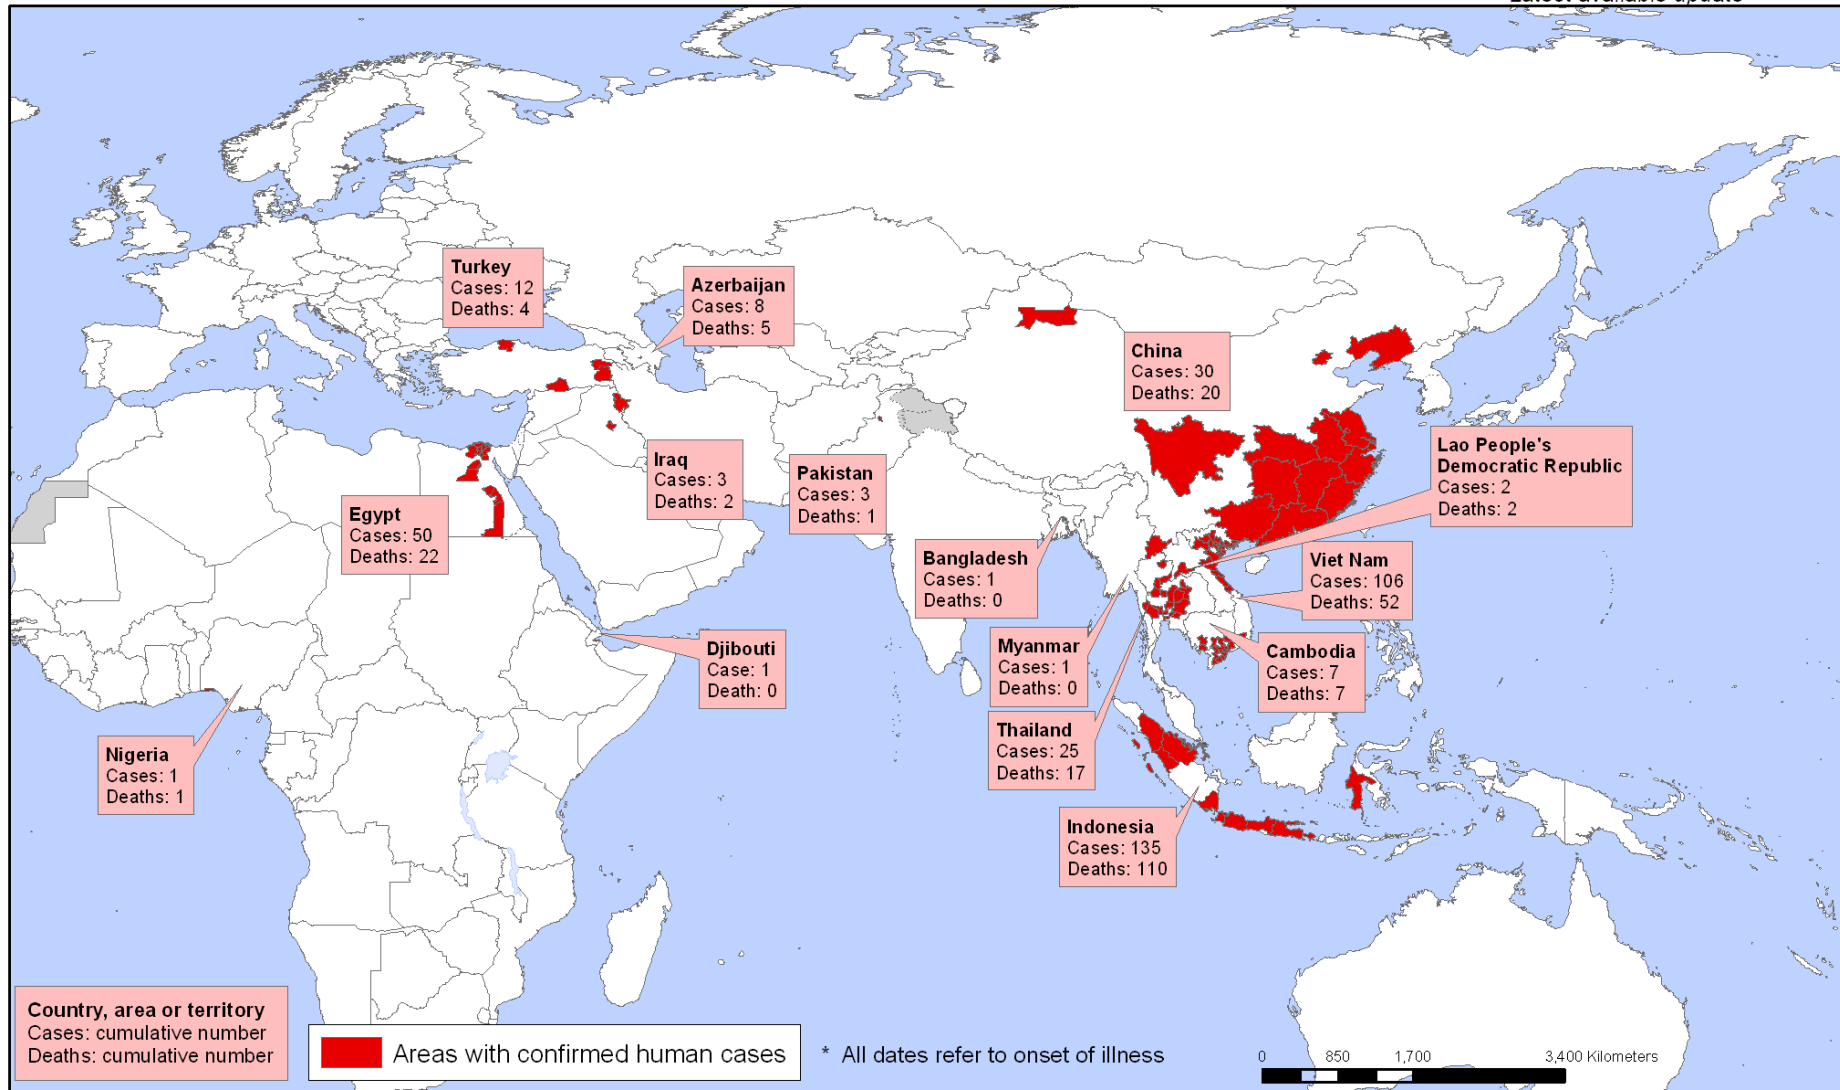 Latest available update
Turkey
Cases: 12
Deaths: 4
Azerbaijan
Cases: 8
Deaths: 5
China
Cases: 30
Deaths: 20
Lao People's
Democratic Republic
Cases: 2
Deaths: 2
Iraq
Cases: 3
Deaths: 2
Pakistan
Cases: 3
Deaths: 1
Egypt
Cases: 50
Deaths: 22
Bangladesh
Cases: 1
Deaths: 0
Viet Nam
Cases: 106
Deaths: 52
Djibouti
Case: 1
Death: 0
Myanmar
Cases: 1
Deaths: 0
Cambodia
Cases: 7
Deaths: 7
Nigeria
Cases: 1
Deaths: 1
Thailand
Cases: 25
Deaths: 17
Indonesia
Cases: 135
Deaths: 110
Country, area or territory
Cases: cumulative number
Deaths: cumulative number
Areas with confirmed human cases
* All dates refer to onset of illness
0 850 1,700 3,400 Kilometers